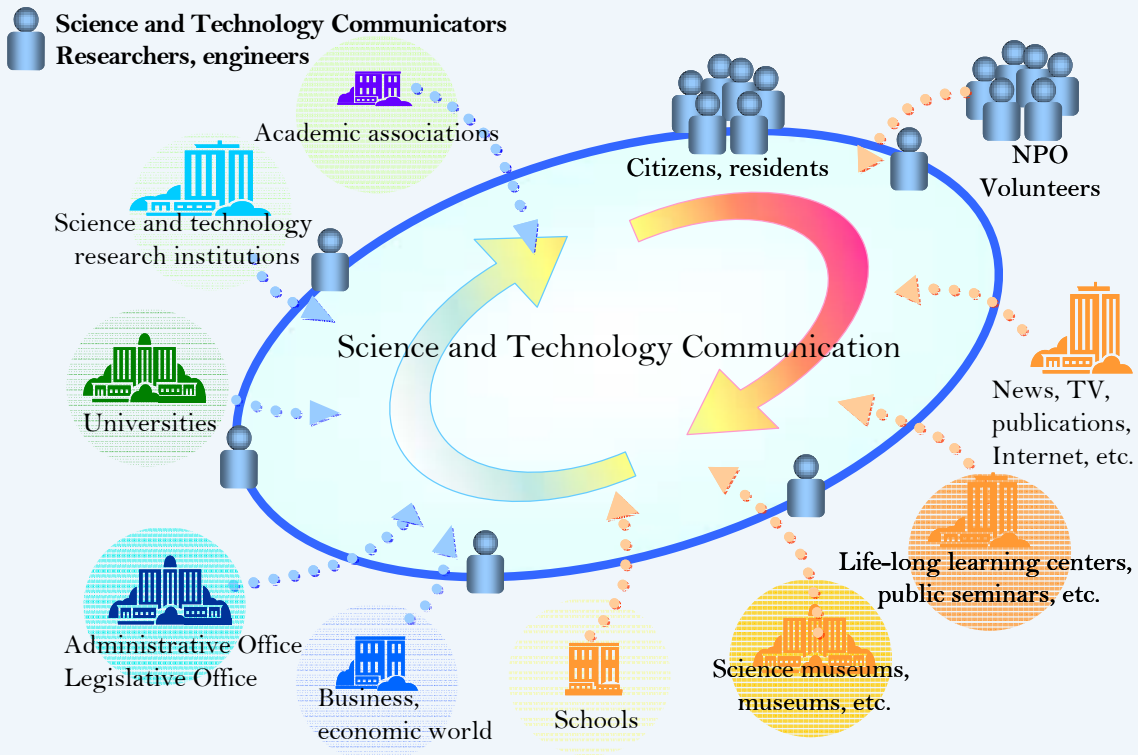 Science and Technology Communicators
Researchers, engineers
Academic associations
Citizens, residents
NPO
Volunteers
Science and technology
research institutions
Science and Technology Communication
Universities
News, TV,
publications,
Internet, etc.
Life-long learning centers,
public seminars, etc.
Administrative Office
Legislative Office
Business,
economic world
Schools
Science museums,
museums, etc.